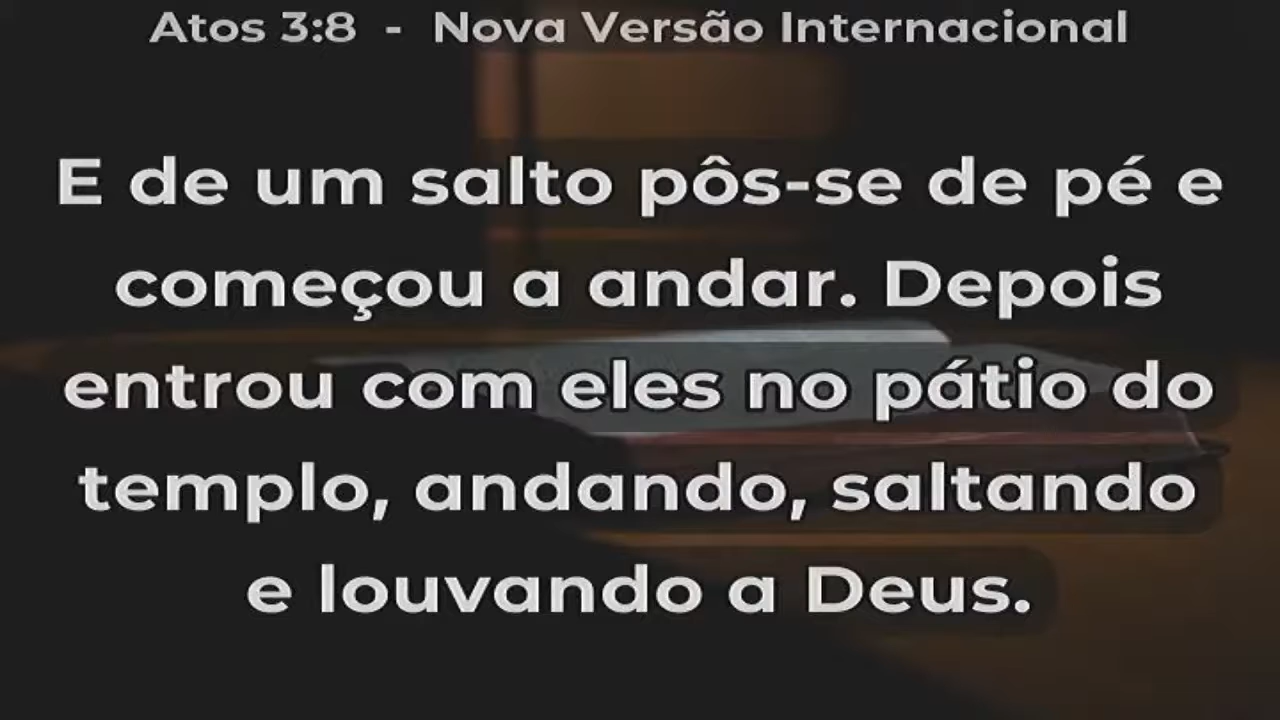 Atos 3:8 - Nova Versão Internacional
E de um salto pôs-se de pé e
começou a andar. Depois
entrou com eles no pátio do
templo, andando, saltando
e louvando a Deus.